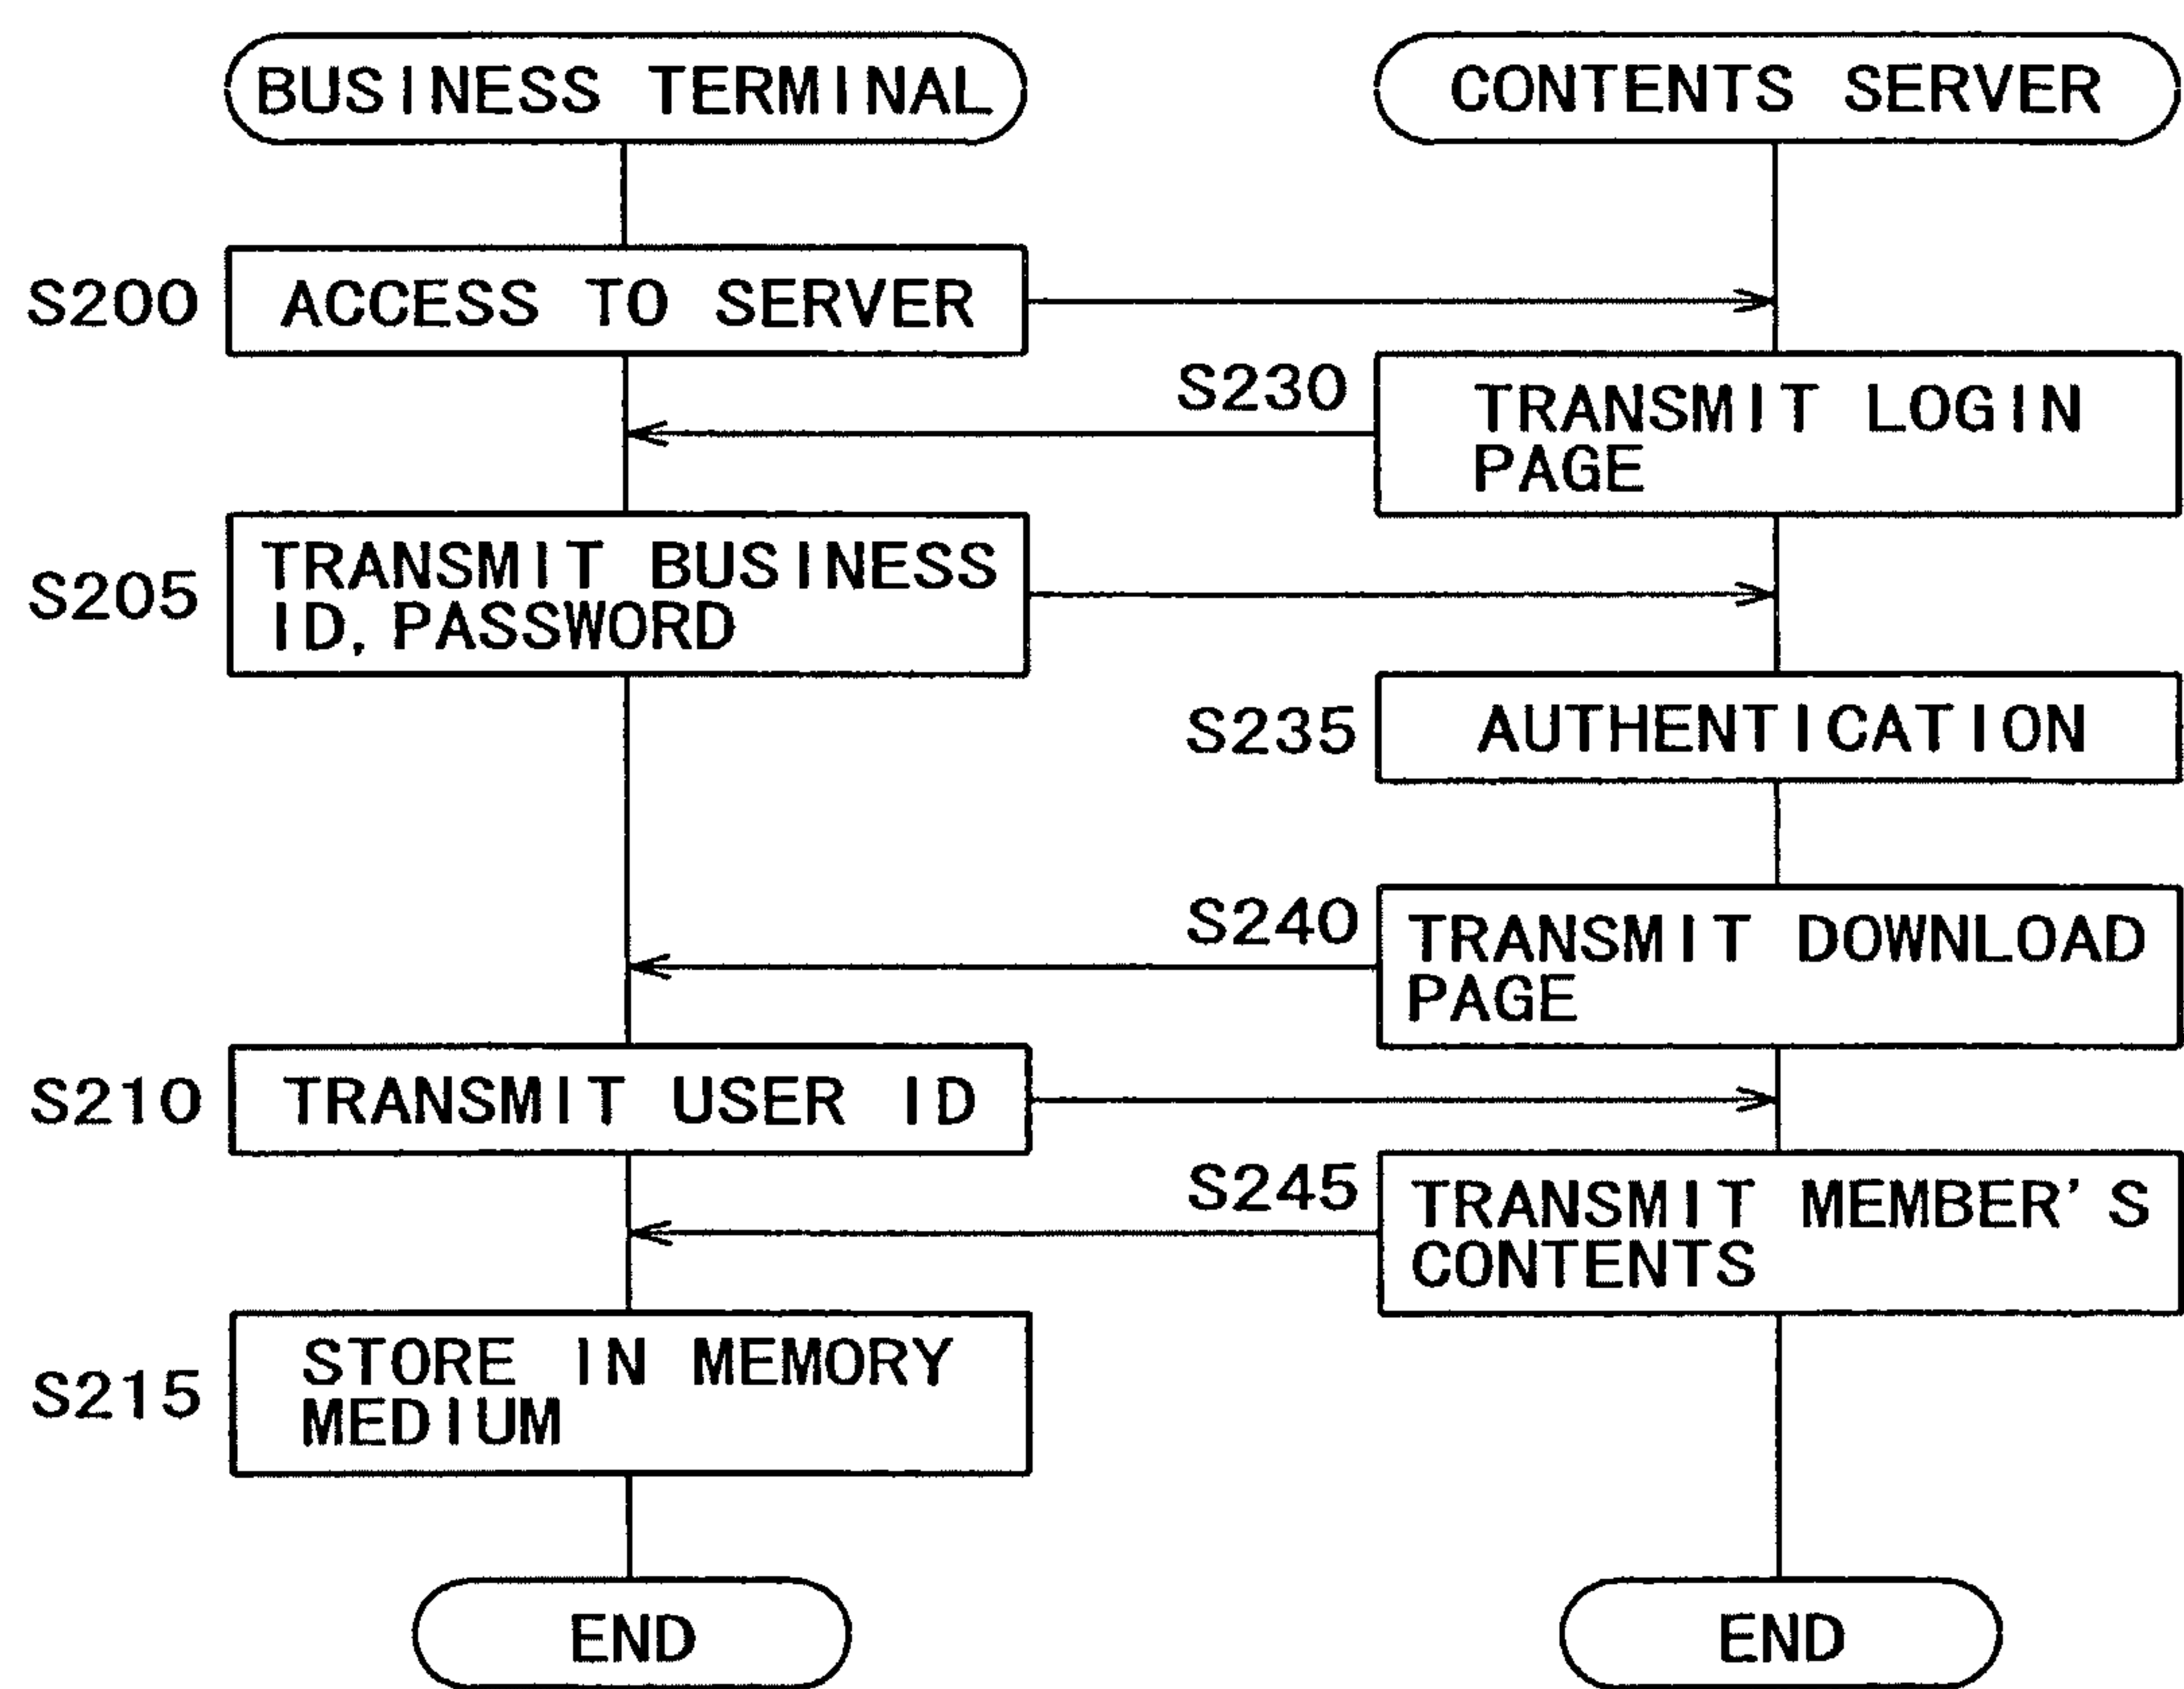 BUSINESS TERMINAL
CONTENTS SERVER
S200
ACCESS TO SERVER
S230
TRANSMIT LOGIN
PAGE
S205
TRANSMIT BUSINESS
ID, PASSWORD
S235
AUTHENTICATION
S240
TRANSMIT DOWNLOAD
PAGE
S210
TRANSMIT USER ID
S245
TRANSMIT MEMBER'S
CONTENTS
S215
STORE IN MEMORY
MEDIUM
END
END